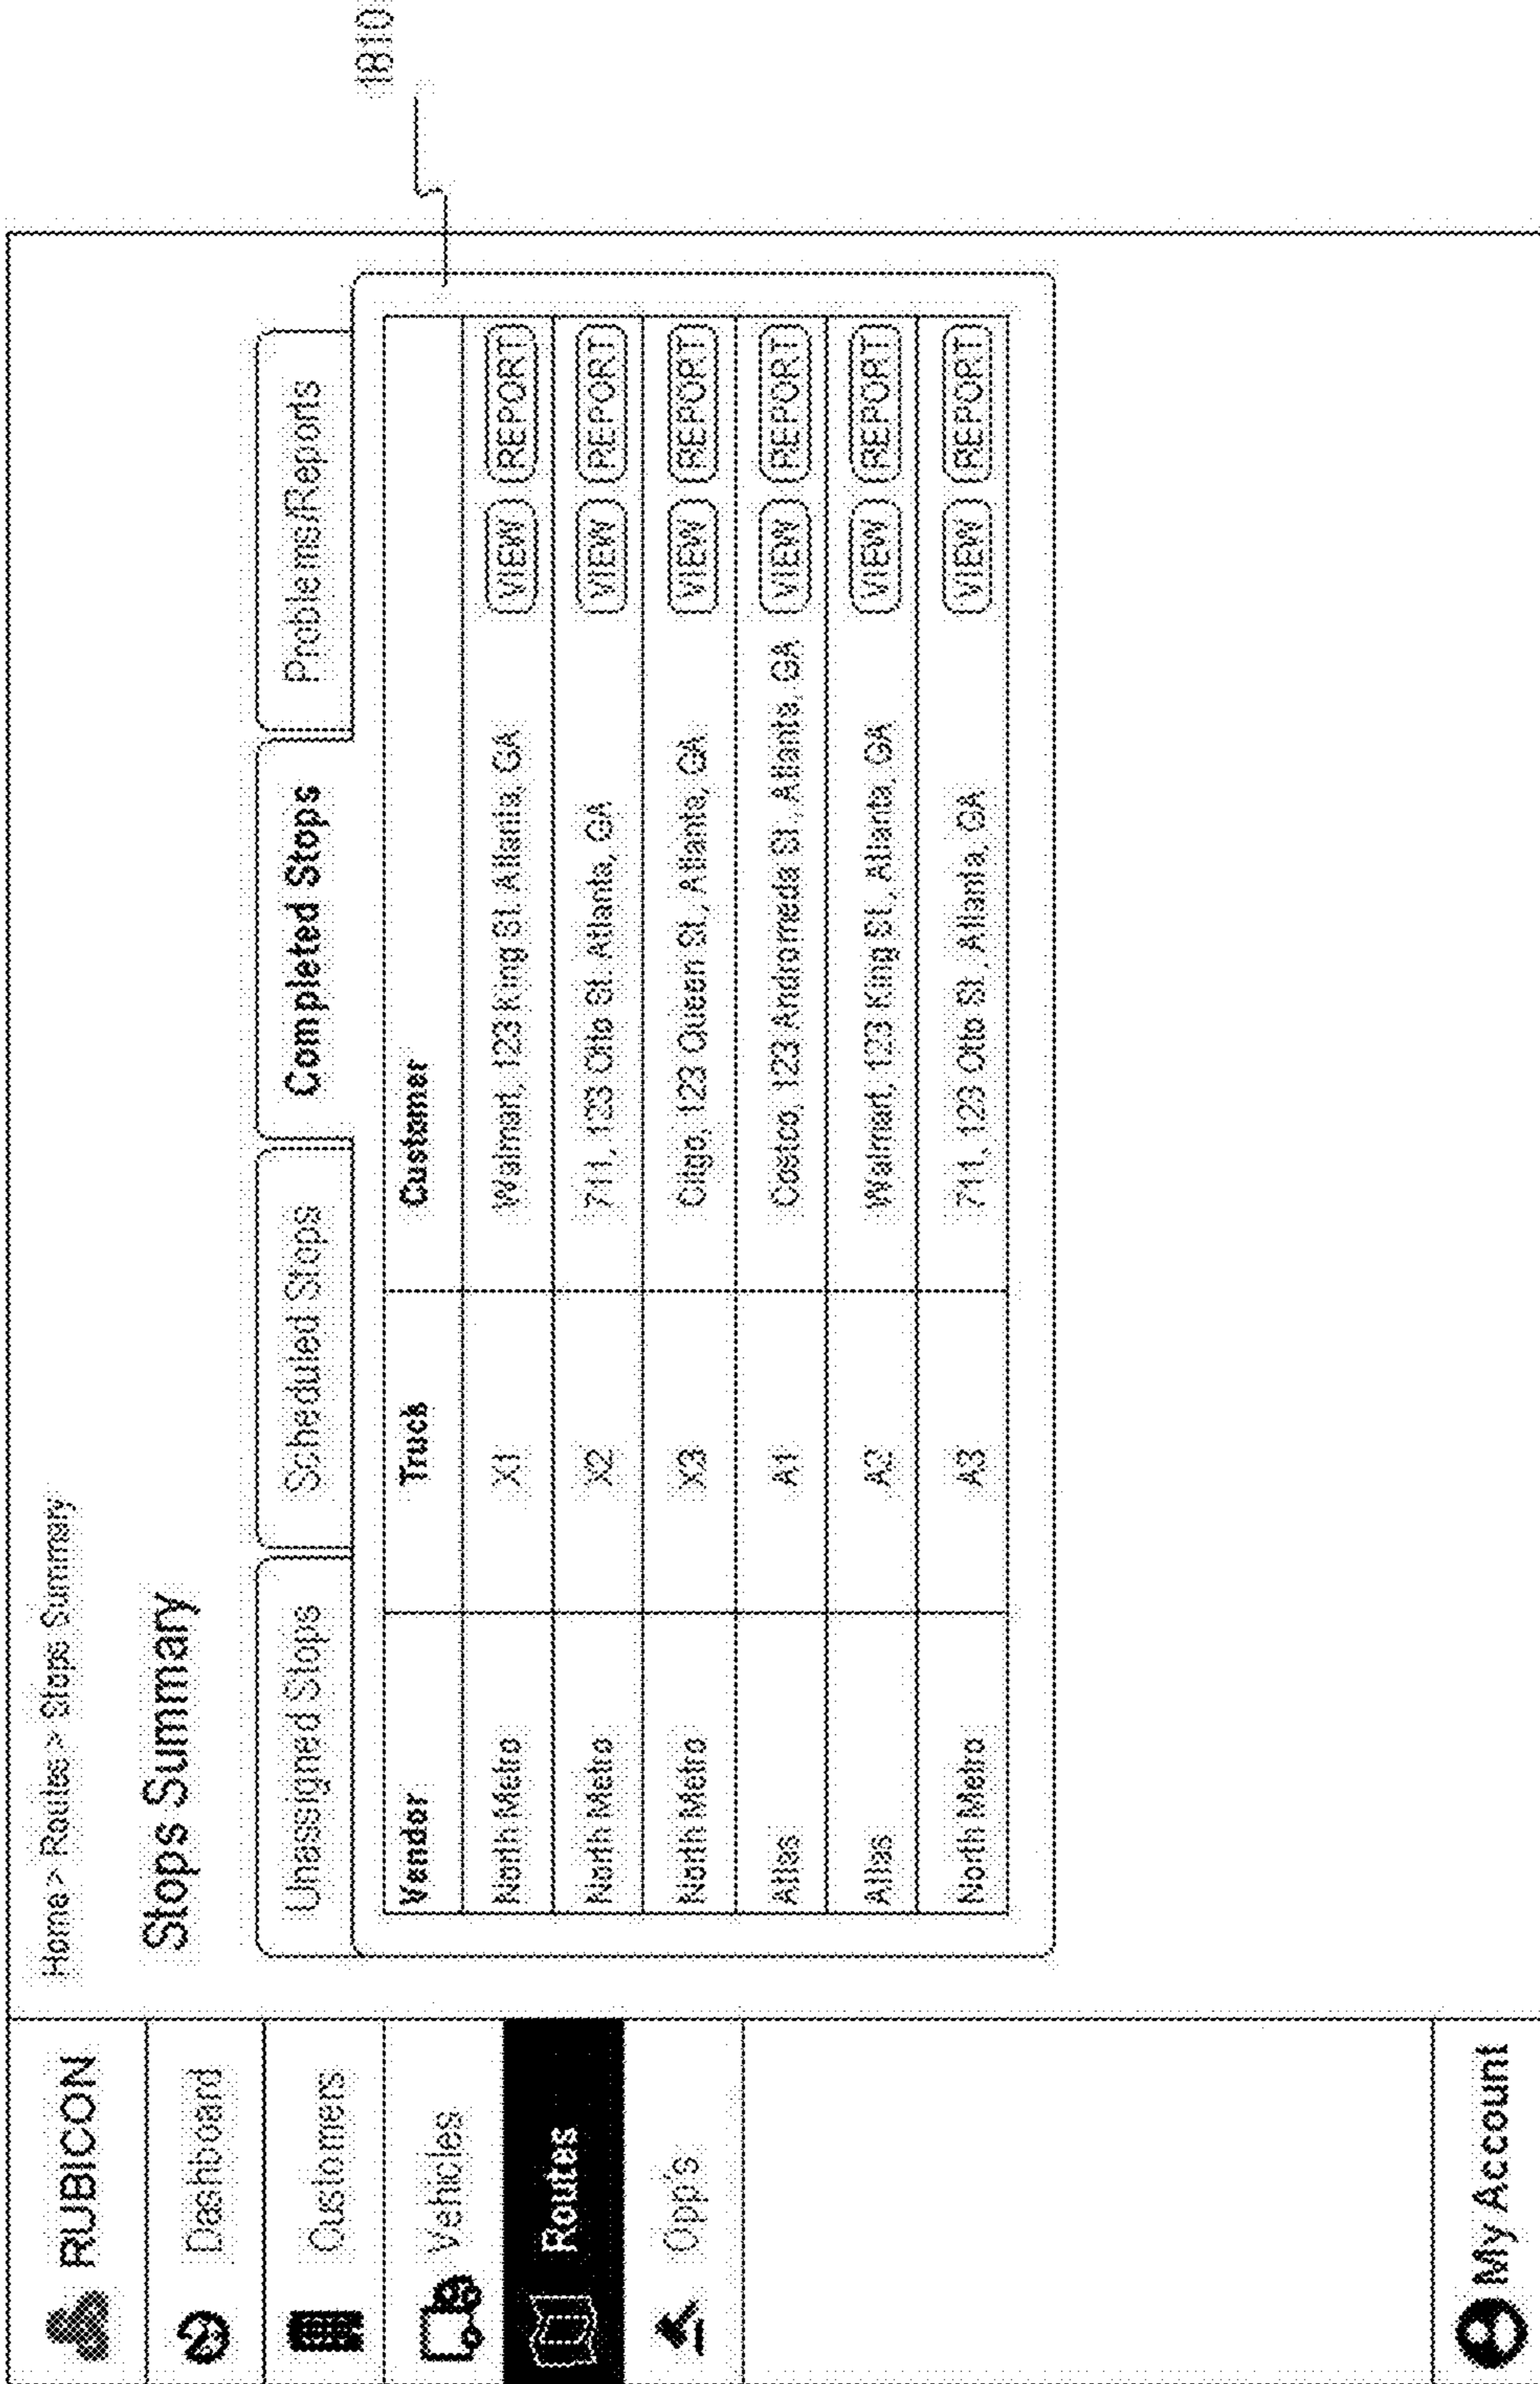 RUBICON
Dashboard
Customers
Vehicles
Routes
Opp's
My Account
Home > Routes > Stops Summary
Stops Summary
Unassigned Stops Scheduled Stops Completed Stops Problems/Reports
Vendor Truck Customer
North Metro X1 Walmart, 123 King St. Atlanta, GA VIEW REPORT
North Metro X2 711, 123 Otto St. Atlanta, GA VIEW REPORT
North Metro X3 Citgo, 123 Queen St., Atlanta, GA VIEW REPORT
Atlas A1 Costco, 123 Andromeda St., Atlanta, GA VIEW REPORT
Atlas A2 Walmart, 123 King St., Atlanta, GA VIEW REPORT
North Metro A3 711, 123 Otto St., Atlanta, GA VIEW REPORT
1810